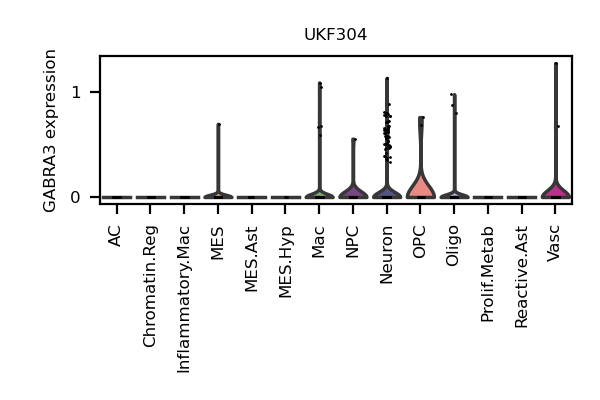 UKF304
GABRA3 expression
1
0
AC
Chromatin.Reg
Inflammatory.Mac
MES
MES.Ast
MES.Hyp
Mac
NPC
Neuron
OPC
Oligo
Prolif.Metab
Reactive.Ast
Vasc